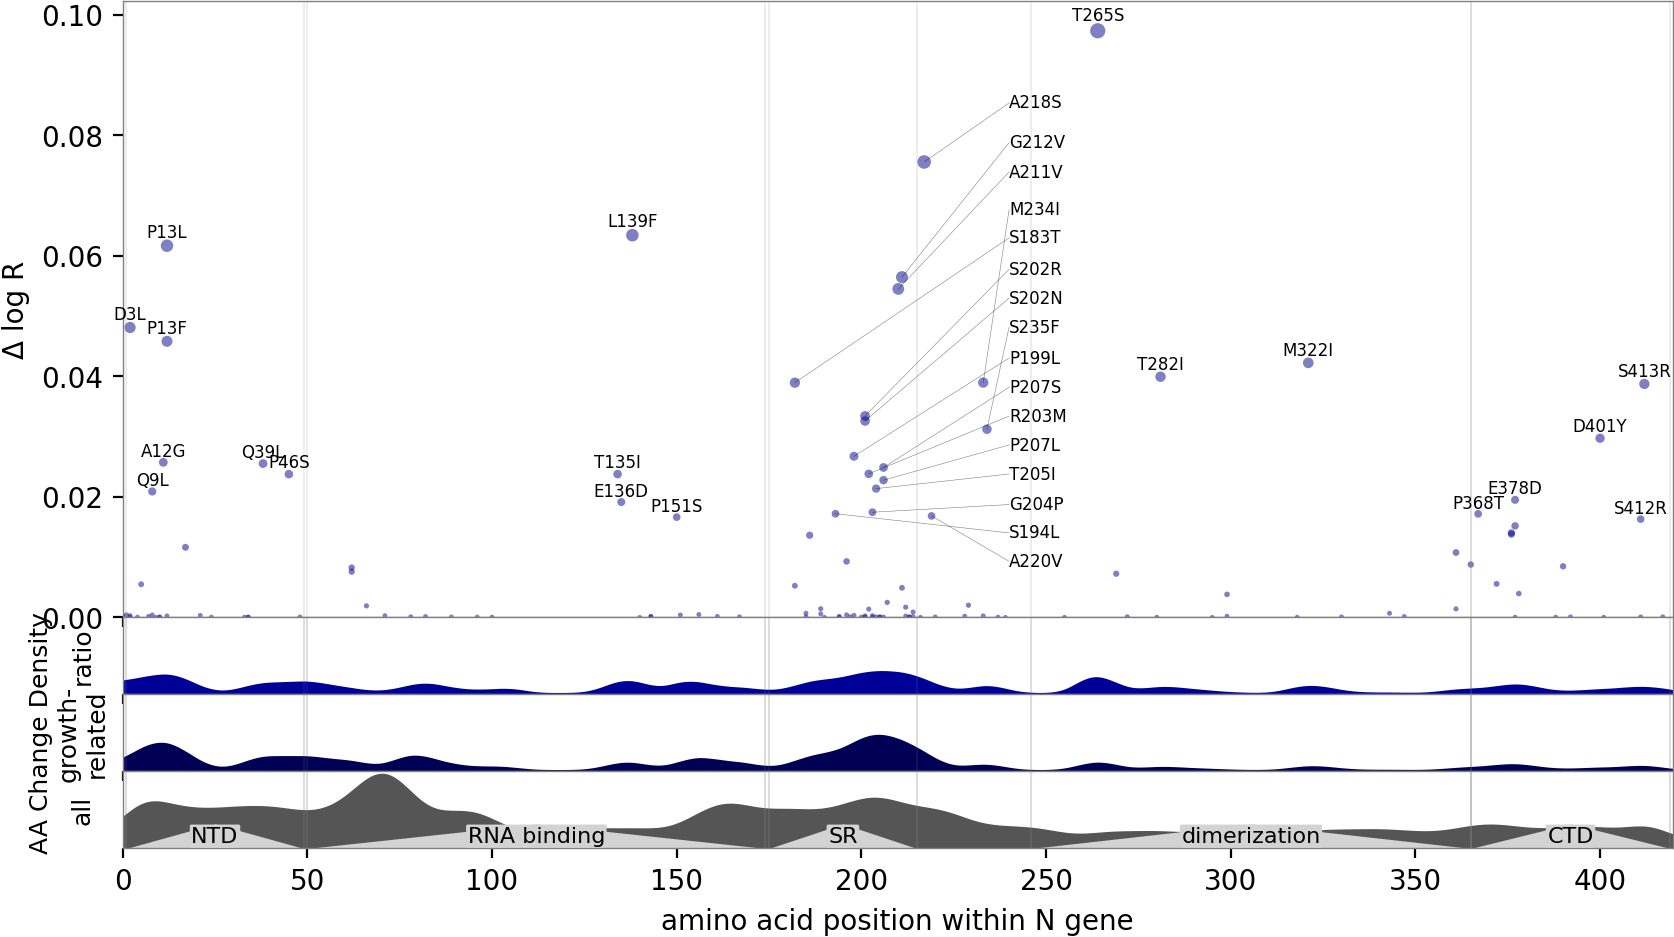 0.10
0.08
0.06
0.04
0.02
0.00
Δ log R
T265S
A218S
G212V
A211V
M234I
S183T
S202R
S202N
S235F
P199L
P207S
R203M
P207L
T205I
G204P
S194L
A220V
P13L
L139F
D3L
P13F
T282I
M322I
S413R
D401Y
A12G
Q39L
P46S
Q9L
T135I
E136D
P151S
E378D
P368T
S412R
AA Change Density
ratio
growth-
related
all
NTD
RNA binding
SR
dimerization
CTD
0 50 100 150 200 250 300 350 400
amino acid position within N gene